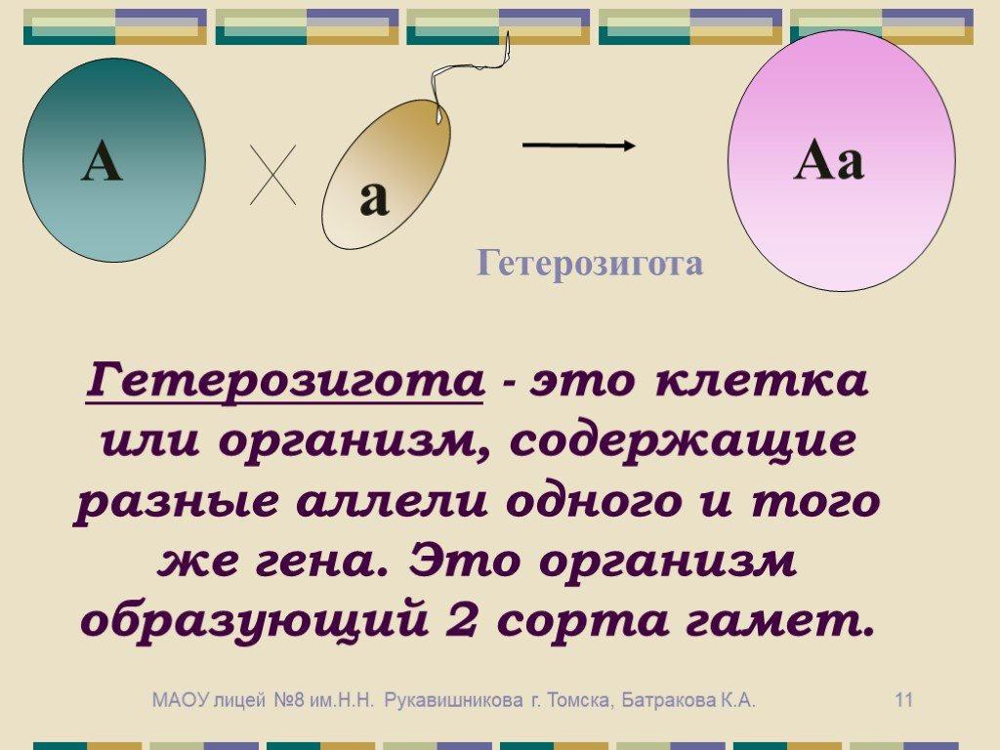 А
а
Аа
Гетерозигота
Гетерозигота - это клетка
или организм, содержащие
разные аллели одного и того
же гена. Это организм
образующий 2 сорта гамет.
МАОУ лицей №8 им.Н.Н. Рукавишникова г. Томска, Батракова К.А.
11